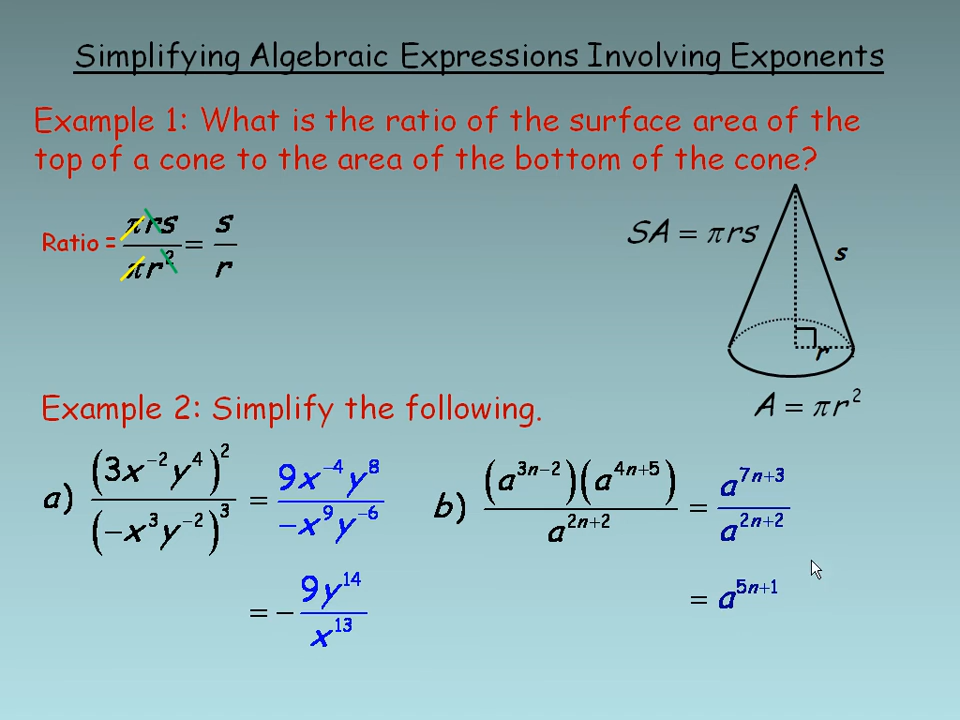 Simplifying Algebraic Expressions Involving Exponents
Example 1: What is the ratio of the surface area of the
top of a cone to the area of the bottom of the cone?
Ratio = πrs / πr² = s / r
SA = πrs
s
r
A = πr²
Example 2: Simplify the following.
a) (3x⁻²y⁴)² / (−x³y⁻²)³ = 9x⁻⁴y⁸ / −x⁹y⁻⁶
= − 9y¹⁴ / x¹³
b) (a³ⁿ⁻²)(a⁴ⁿ⁺⁵) / a²ⁿ⁺² = a⁷ⁿ⁺³ / a²ⁿ⁺²
= a⁵ⁿ⁺¹